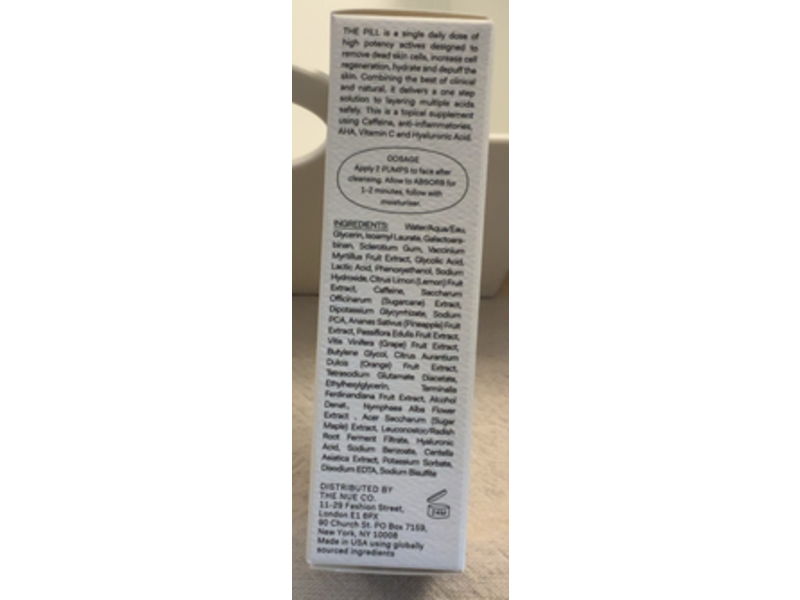 THE PILL is a single daily dose of
high potency actives designed to
remove dead skin cells, increase cell
regeneration, hydrate and depuff the
skin. Combining the best of clinical
and natural, it delivers a one step
solution to layering multiple acids
safely. This is a topical supplement
using Caffeine, anti-inflammatories,
AHA, Vitamin C and Hyaluronic Acid.
DOSAGE
Apply 2 PUMPS to face after
cleansing. Allow to ABSORB for
1-2 minutes, follow with
moisturiser.
INGREDIENTS: Water/Aqua/Eau,
Glycerin, Isoamyl Laurate, Galactoara-
binan, Sclerotium Gum, Vaccinium
Myrtillus Fruit Extract, Glycolic Acid,
Lactic Acid, Phenoxyethanol, Sodium
Hydroxide, Citrus Limon (Lemon) Fruit
Extract, Caffeine, Saccharum
Officinarum (Sugarcane) Extract,
Dipotassium Glycyrrhizate, Sodium
PCA, Ananas Sativus (Pineapple) Fruit
Extract, Passiflora Edulis Fruit Extract,
Vitis Vinifera (Grape) Fruit Extract,
Butylene Glycol, Citrus Aurantium
Dulcis (Orange) Fruit Extract,
Tetrasodium Glutamate Diacetate,
Ethylhexylglycerin, Terminalia
Ferdinandiana Fruit Extract, Alcohol
Denat., Nymphaea Alba Flower
Extract , Acer Saccharum (Sugar
Maple) Extract, Leuconostoc/Radish
Root Ferment Filtrate, Hyaluronic
Acid, Sodium Benzoate, Centella
Asiatica Extract, Potassium Sorbate,
Disodium EDTA, Sodium Bisulfite
DISTRIBUTED BY
THE NUE CO.
11-29 Fashion Street,
London E1 6PX
90 Church St. PO Box 7159,
New York, NY 10008
Made in USA using globally
sourced ingredients
24M